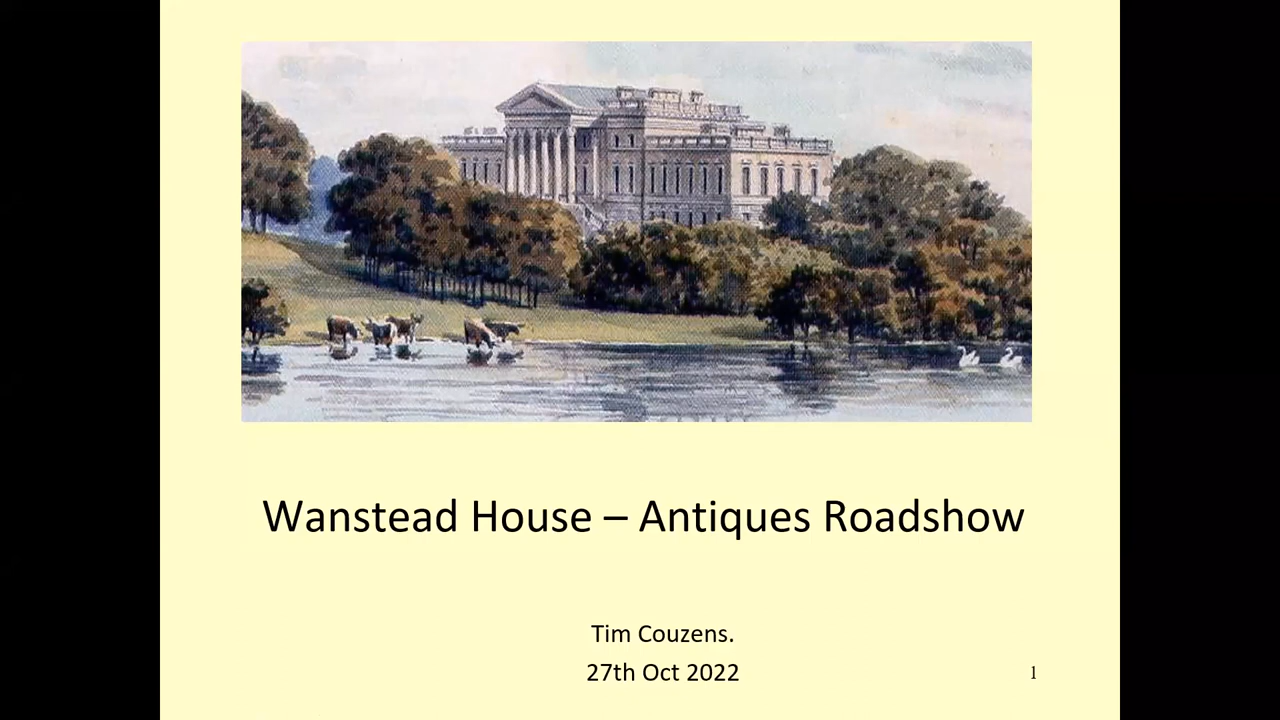 Wanstead House – Antiques Roadshow
Tim Couzens.
27th Oct 2022
1